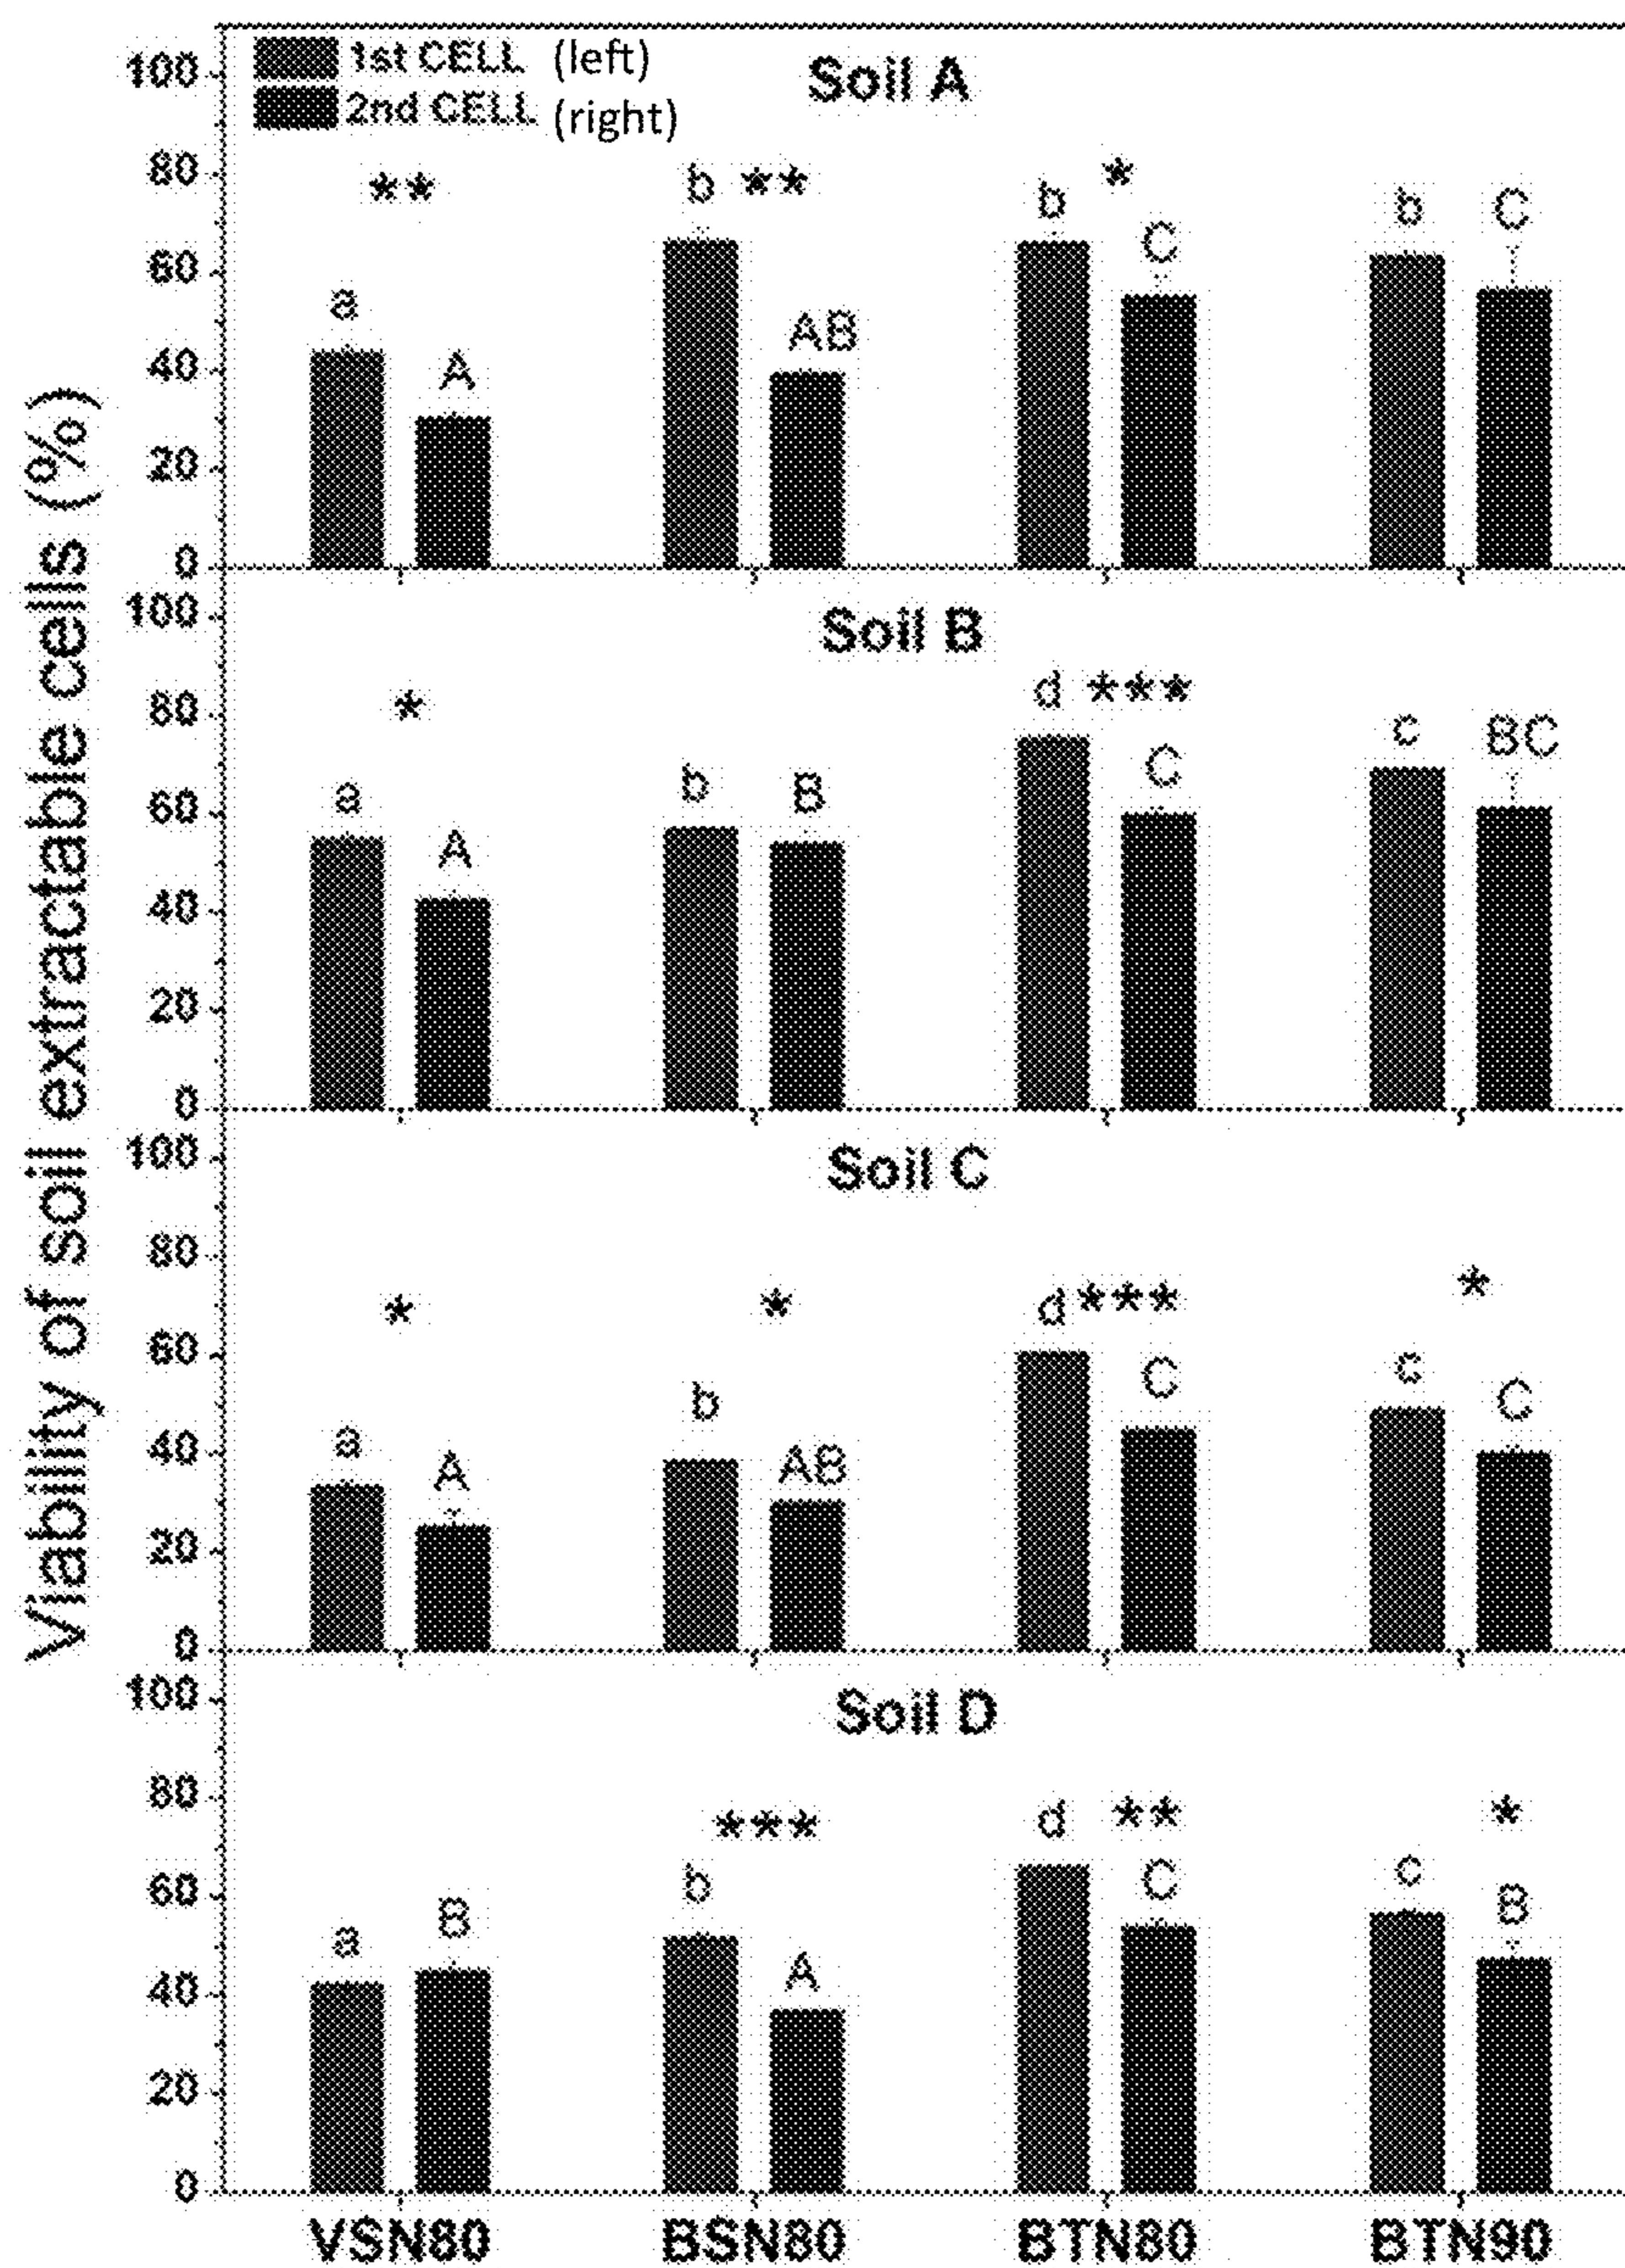 Viability of soil extractable cells (%)
1st CELL (left)
2nd CELL (right)
Soil A
100
80
60
40
20
0
** b ** b * b C
a A AB C
Soil B
100
80
60
40
20
0
* d *** c BC
a A b B C
Soil C
100
80
60
40
20
0
* * d *** *
a A b AB C c C
Soil D
100
80
60
40
20
0
*** d ** *
a B b A C c B
VSN80 BSN80 BTN80 BTN90